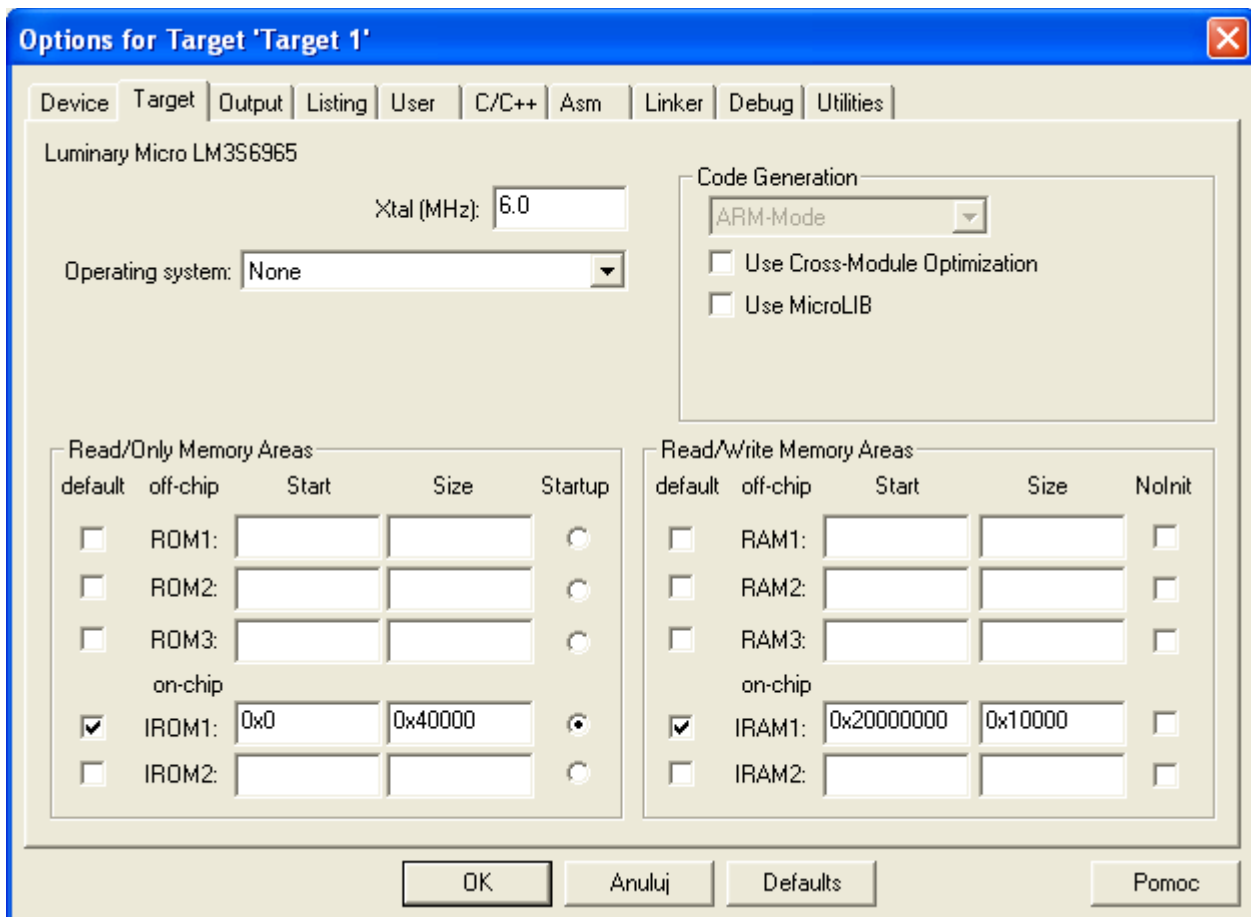 Options for Target 'Target 1'
Device Target Output Listing User C/C++ Asm Linker Debug Utilities
Luminary Micro LM3S6965
Xtal (MHz): 6.0
Operating system: None
Code Generation
ARM-Mode
Use Cross-Module Optimization
Use MicroLIB
Read/Only Memory Areas
default off-chip Start Size Startup
ROM1:
ROM2:
ROM3:
on-chip
IROM1: 0x0 0x40000
IROM2:
Read/Write Memory Areas
default off-chip Start Size NoInit
RAM1:
RAM2:
RAM3:
on-chip
IRAM1: 0x20000000 0x10000
IRAM2:
OK Anuluj Defaults Pomoc